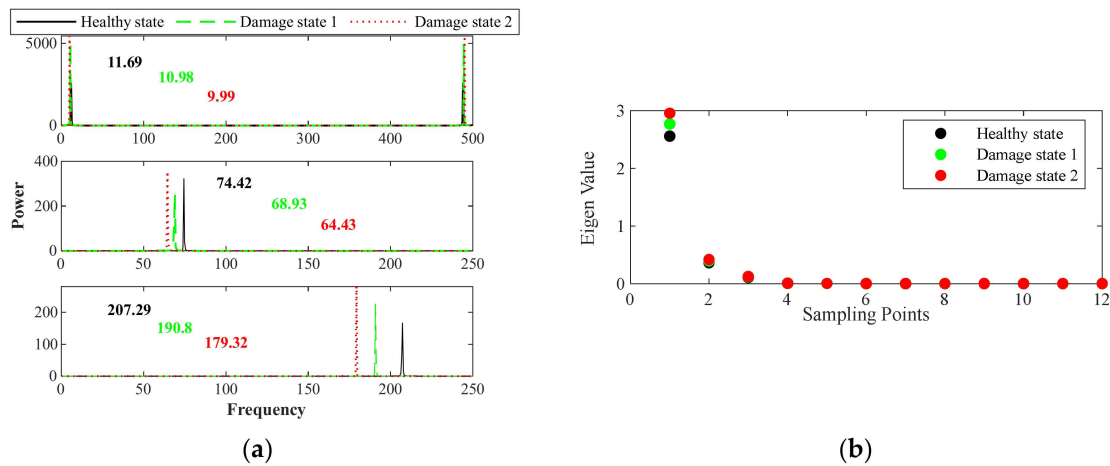 Healthy state Damage state 1 Damage state 2
5000
0
11.69
10.98
9.99
0 100 200 300 400 500
400
200
0
74.42
68.93
64.43
0 50 100 150 200 250
Power
200
100
0
207.29
190.8
179.32
0 50 100 150 200 250
Frequency
(a)
3
2
1
0
Eigen Value
Healthy state
Damage state 1
Damage state 2
0 2 4 6 8 10 12
Sampling Points
(b)